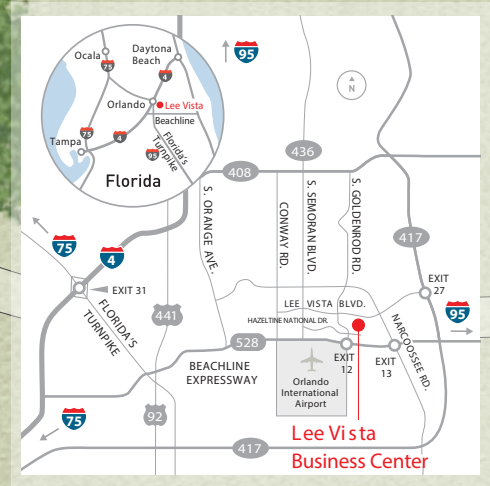 95
Ocala
Daytona
Beach
75
4
Orlando
Lee Vista
Beachline
75
4
Tampa
95
Florida's
Turnpike
Florida
N
436
408
S. ORANGE AVE.
CONWAY RD.
S. SEMORAN BLVD.
S. GOLDENROD RD.
417
75
4
EXIT 31
EXIT
27
LEE VISTA BLVD.
HAZELTINE NATIONAL DR.
95
441
FLORIDA'S
TURNPIKE
528
NARCOOSSEE RD.
BEACHLINE
EXPRESSWAY
EXIT
12
EXIT
13
Orlando
International
Airport
75
92
417
Lee Vista
Business Center